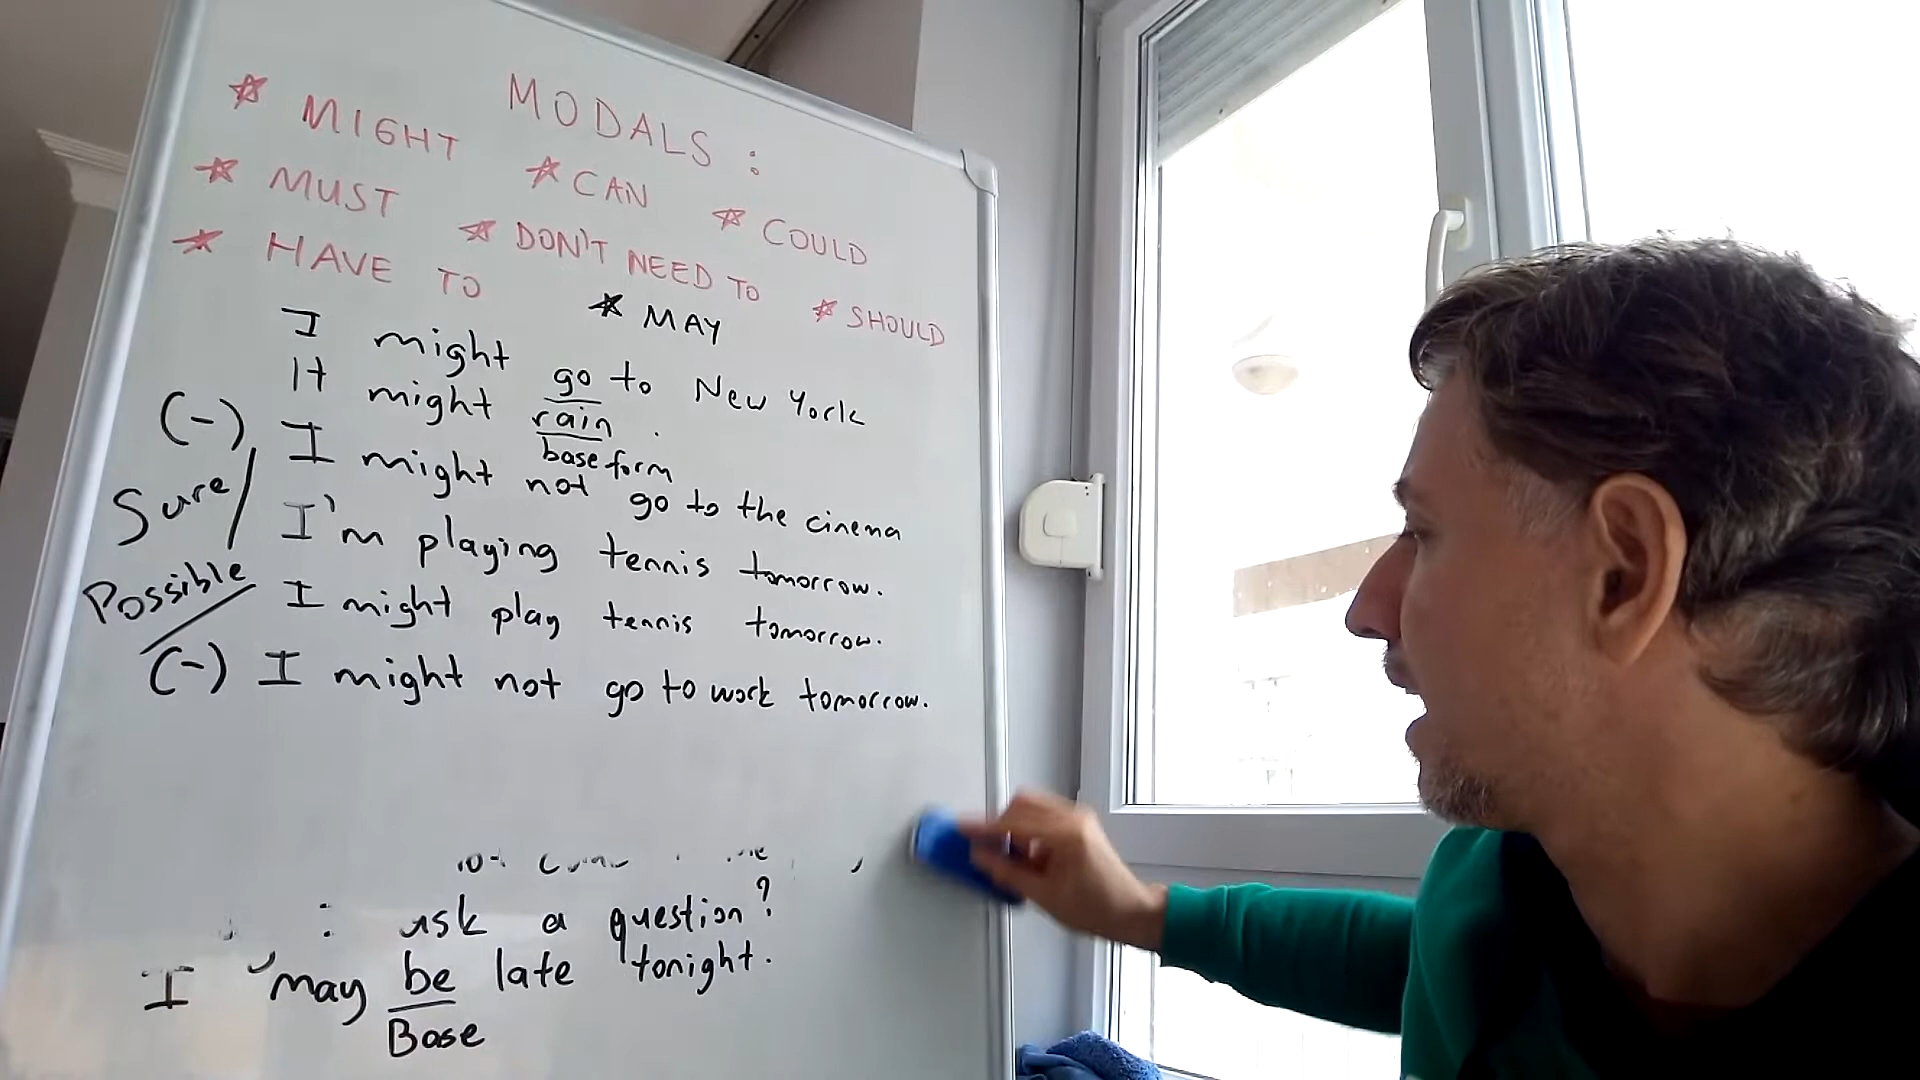 MODALS :
☆ MIGHT ☆ CAN ☆ COULD
☆ MUST ☆ DON'T NEED TO ☆ SHOULD
☆ HAVE TO ☆ MAY
I might go to New York
It might rain.
base form
(-) I might not go to the cinema
Sure/ I'm playing tennis tomorrow.
Possible/ I might play tennis tomorrow.
(-) I might not go to work tomorrow.
ask a question?
I may be late tonight.
Base